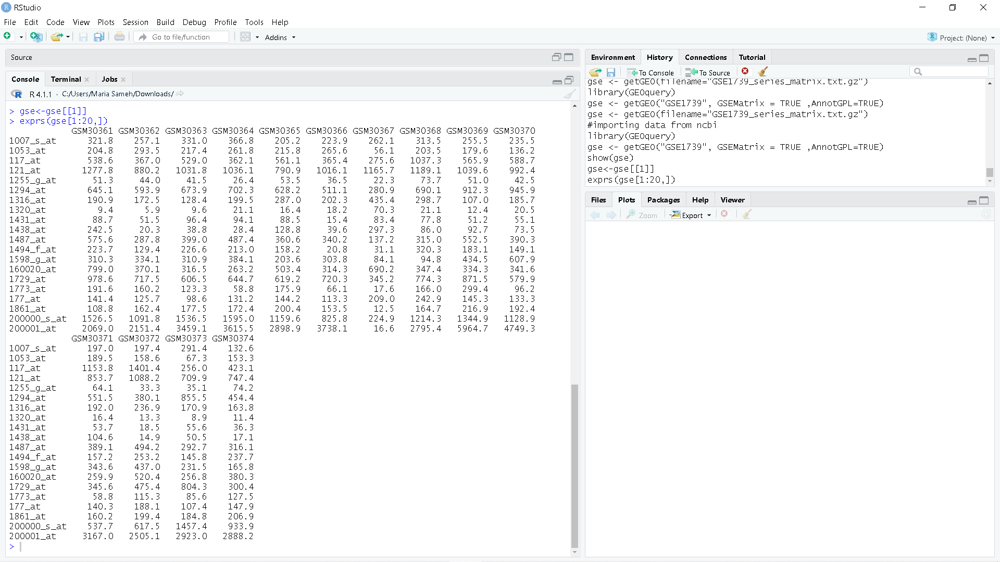 RStudio
File Edit Code View Plots Session Build Debug Profile Tools Help
Go to file/function Addins Project: (None)
Source
Console Terminal Jobs
R 4.1.1 · C:/Users/Maria Sameh/Downloads/
> gse<-gse[[1]]
> exprs(gse[1:20,])
GSM30361 GSM30362 GSM30363 GSM30364 GSM30365 GSM30366 GSM30367 GSM30368 GSM30369 GSM30370
1007_s_at 321.8 257.1 331.0 366.8 205.2 223.9 262.1 313.5 255.5 235.5
1053_at 204.8 293.5 217.4 261.8 215.8 265.6 56.1 203.5 179.6 136.2
117_at 538.6 367.0 529.0 362.1 561.1 365.4 275.6 1037.3 565.9 588.7
121_at 1277.8 880.2 1031.8 1036.1 790.9 1016.1 1165.7 1189.1 1039.6 992.4
1255_g_at 51.3 44.0 41.5 26.4 53.5 36.5 22.3 73.7 51.0 42.5
1294_at 645.1 593.9 673.9 702.3 628.2 511.1 280.9 690.1 912.3 945.9
1316_at 190.9 172.5 128.4 199.5 287.0 202.3 435.4 298.7 107.0 185.7
1320_at 9.4 5.9 9.6 21.1 16.4 18.2 70.3 21.1 12.4 20.5
1431_at 88.7 51.5 96.4 94.1 88.5 15.4 83.4 77.8 51.2 55.1
1438_at 242.5 20.3 38.8 28.4 128.8 39.6 297.3 86.0 92.7 73.5
1487_at 575.6 287.8 399.0 487.4 360.6 340.2 137.2 315.0 552.5 390.3
1494_f_at 223.7 129.4 226.6 213.0 158.2 20.8 31.1 320.3 183.1 149.1
1598_g_at 310.3 334.1 310.9 384.1 203.6 303.8 84.1 94.8 434.5 607.9
160020_at 799.0 370.1 316.5 263.2 503.4 314.3 690.2 347.4 334.3 341.6
1729_at 978.6 717.5 606.5 644.7 619.2 720.3 345.2 774.3 871.5 579.9
1773_at 191.6 160.2 123.3 58.8 175.9 66.1 17.6 166.0 299.4 96.2
177_at 141.4 125.7 98.6 131.2 144.2 113.3 209.0 242.9 145.3 133.3
1861_at 108.8 162.4 177.5 172.4 200.4 153.5 12.5 164.7 216.9 192.4
200000_s_at 1526.5 1091.8 1536.5 1595.0 1159.6 825.8 224.9 1214.3 1344.9 1128.9
200001_at 2069.0 2151.4 3459.1 3615.5 2898.9 3738.1 16.6 2795.4 5964.7 4749.3
GSM30371 GSM30372 GSM30373 GSM30374
1007_s_at 197.0 197.4 291.4 132.6
1053_at 189.5 158.6 67.3 153.3
117_at 1153.8 1401.4 256.0 423.1
121_at 853.7 1088.2 709.9 747.4
1255_g_at 64.1 33.3 35.1 74.2
1294_at 551.5 380.1 855.5 454.4
1316_at 192.0 236.9 170.9 163.8
1320_at 16.4 13.3 8.9 11.4
1431_at 53.7 18.5 55.6 36.3
1438_at 104.6 14.9 50.5 17.1
1487_at 389.1 494.2 292.7 316.1
1494_f_at 157.2 253.2 145.8 237.7
1598_g_at 343.6 437.0 231.5 165.8
160020_at 259.9 520.4 256.8 380.3
1729_at 345.6 475.4 804.3 300.4
1773_at 58.8 115.3 85.6 127.5
177_at 140.3 188.1 107.4 147.9
1861_at 160.2 199.4 184.8 206.9
200000_s_at 537.7 617.5 1457.4 933.9
200001_at 3167.0 2505.1 2923.0 2888.2
>
Environment History Connections Tutorial
To Console To Source
gse <- getGEO(filename="GSE1739_series_matrix.txt.gz")
library(GEOquery)
gse <- getGEO("GSE1739", GSEMatrix = TRUE ,AnnotGPL=TRUE)
gse <- getGEO(filename="GSE1739_series_matrix.txt.gz")
#importing data from ncbi
library(GEOquery)
gse <- getGEO("GSE1739", GSEMatrix = TRUE ,AnnotGPL=TRUE)
show(gse)
gse<-gse[[1]]
exprs(gse[1:20,])
Files Plots Packages Help Viewer
Zoom Export